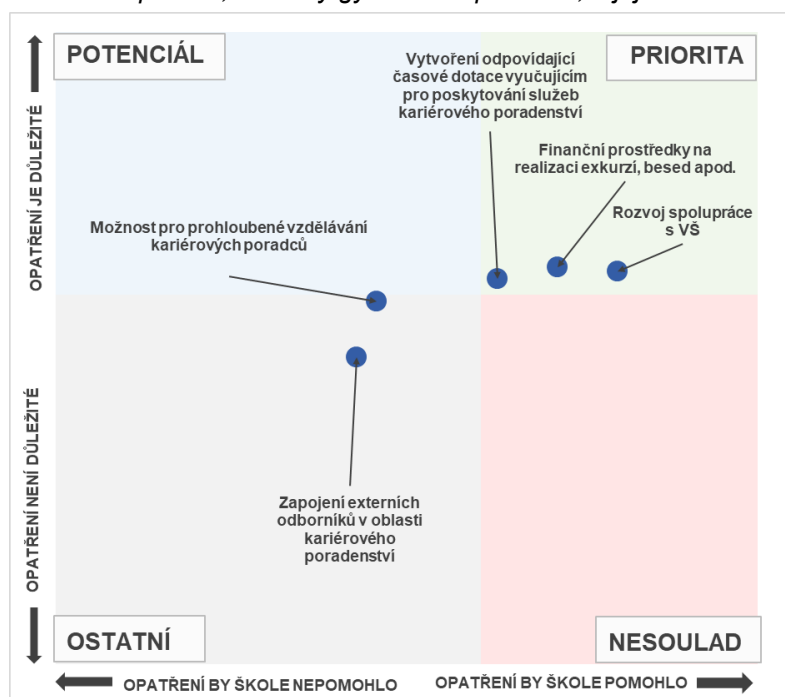 POTENCIÁL
PRIORITA
Vytvoření odpovídající
časové dotace vyučujícím
pro poskytování služeb
kariérového poradenství
Finanční prostředky na
realizaci exkurzí, besed apod.
Rozvoj spolupráce
s VŠ
Možnost pro prohloubené vzdělávání
kariérových poradců
Zapojení externích
odborníků v oblasti
kariérového
poradenství
OPATŘENÍ JE DŮLEŽITÉ
OPATŘENÍ NENÍ DŮLEŽITÉ
OSTATNÍ
NESOULAD
OPATŘENÍ BY ŠKOLE NEPOMOHLO
OPATŘENÍ BY ŠKOLE POMOHLO